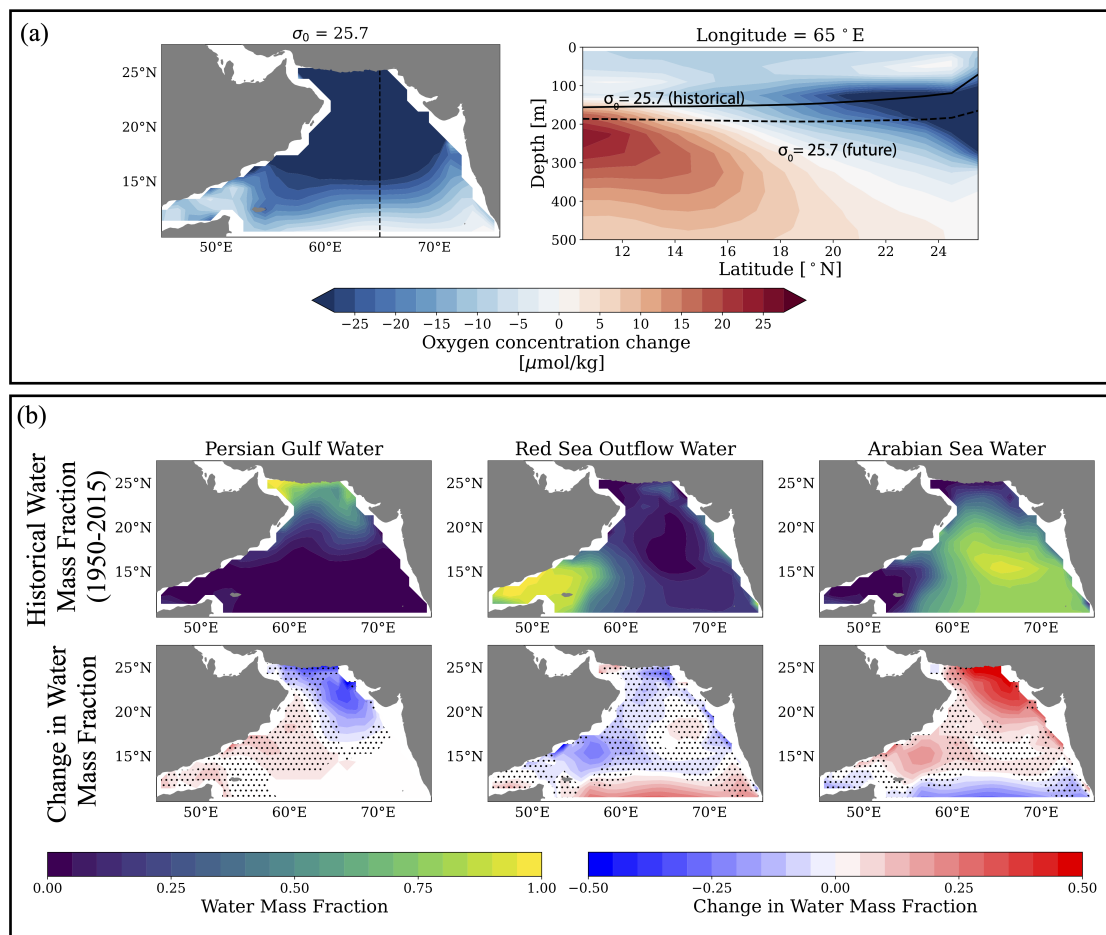 (a)
σ₀ = 25.7
25°N
20°N
15°N
50°E
60°E
70°E
Longitude = 65 °E
Depth [m]
0
100
200
300
400
500
σ₀= 25.7 (historical)
σ₀= 25.7 (future)
12
14
16
18
20
22
24
Latitude [°N]
−25
−20
−15
−10
−5
0
5
10
15
20
25
Oxygen concentration change
[μmol/kg]
(b)
Historical Water
Mass Fraction
(1950-2015)
Persian Gulf Water
25°N
20°N
15°N
50°E
60°E
70°E
Red Sea Outflow Water
25°N
20°N
15°N
50°E
60°E
70°E
Arabian Sea Water
25°N
20°N
15°N
50°E
60°E
70°E
Change in Water
Mass Fraction
25°N
20°N
15°N
50°E
60°E
70°E
25°N
20°N
15°N
50°E
60°E
70°E
25°N
20°N
15°N
50°E
60°E
70°E
0.00
0.25
0.50
0.75
1.00
Water Mass Fraction
−0.50
−0.25
0.00
0.25
0.50
Change in Water Mass Fraction